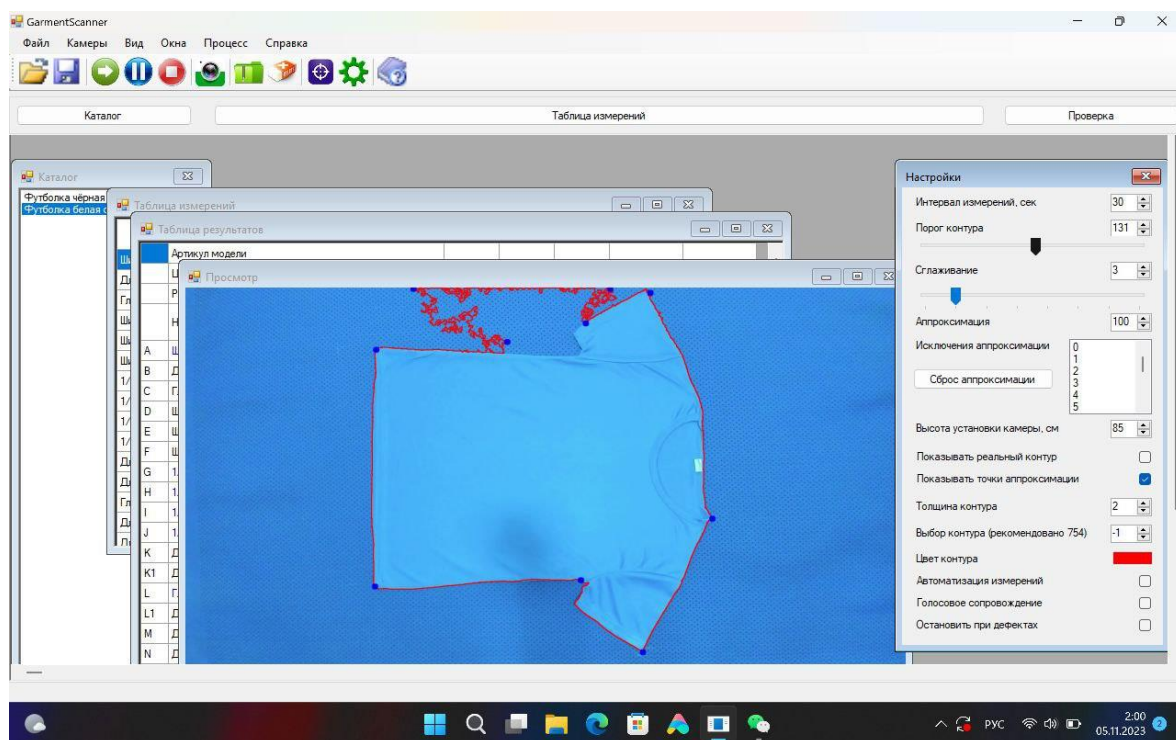 GarmentScanner
Файл Камеры Вид Окна Процесс Справка
Каталог Таблица измерений Проверка
Каталог
Футболка чёрная
Футболка белая
Таблица измерений
Таблица результатов
Артикул модели
Просмотр
A
B
C
D
E
F
G
H
I
J
K
K1
L
L1
M
N
Настройки
Интервал измерений, сек 30
Порог контура 131
Сглаживание 3
Аппроксимация 100
Исключения аппроксимации
0
1
2
3
4
5
Сброс аппроксимации
Высота установки камеры, см 85
Показывать реальный контур
Показывать точки аппроксимации
Толщина контура 2
Выбор контура (рекомендовано 754) -1
Цвет контура
Автоматизация измерений
Голосовое сопровождение
Остановить при дефектах
РУС
2:00
05.11.2023
2